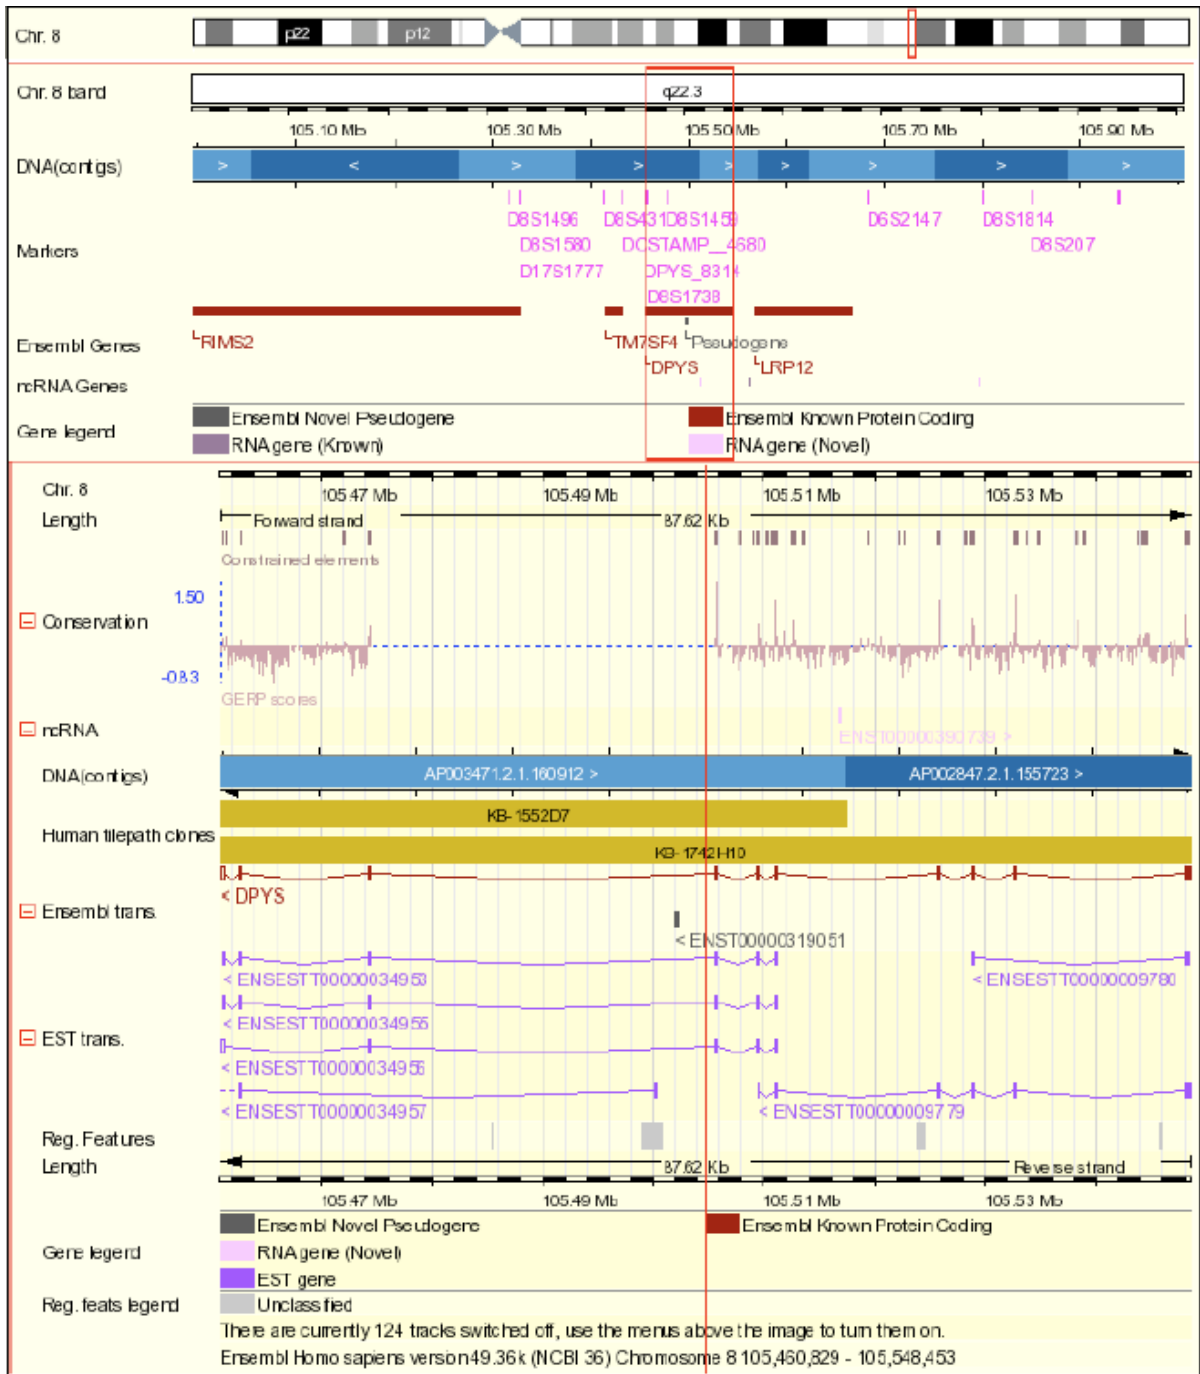 Chr. 8 p22 p12
Chr. 8 band q22.3
105.10 Mb 105.30 Mb 105.50 Mb 105.70 Mb 105.90 Mb
DNA(contigs) > < > > > > > > >
D8S1496 D8S431 D8S1459 D6S2147 D8S1814
Markers D8S1580 DCSTAMP__4680 D8S207
D17S1777 DPYS_8314
D8S1738
Ensembl Genes RIMS2 TM7SF4 Pseudogene
DPYS LRP12
ncRNA Genes
Gene legend Ensembl Novel Pseudogene Ensembl Known Protein Coding
RNA gene (Known) RNA gene (Novel)
Chr. 8 105.47 Mb 105.49 Mb 105.51 Mb 105.53 Mb
Length Forward strand 87.62 Kb
Constrained elements
1.50
Conservation
-0.83
GERP scores
ncRNA ENST00000390739 >
DNA(contigs) AP003471.2.1.160912 > AP002847.2.1.155723 >
KB-1552D7
Human tilepath clones
KB-1742H10
< DPYS
Ensembl trans.
< ENST00000319051
< ENSESTT00000034953 < ENSESTT00000009780
< ENSESTT00000034955
EST trans.
< ENSESTT00000034956
< ENSESTT00000034957 < ENSESTT00000009779
Reg. Features
Length 87.62 Kb Reverse strand
105.47 Mb 105.49 Mb 105.51 Mb 105.53 Mb
Ensembl Novel Pseudogene Ensembl Known Protein Coding
Gene legend RNA gene (Novel)
EST gene
Reg. feats legend Unclassified
There are currently 124 tracks switched off, use the menus above the image to turn them on.
Ensembl Homo sapiens version 49.36k (NCBI 36) Chromosome 8 105,460,829 - 105,548,453